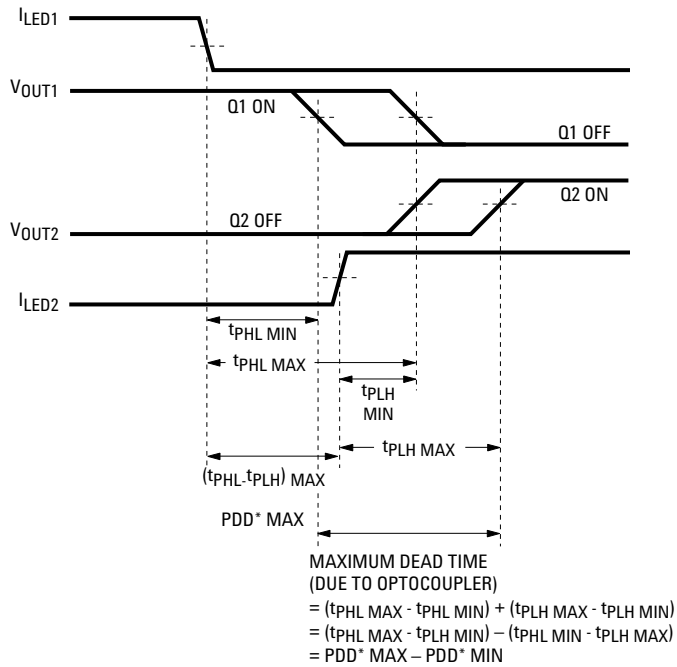 ILED1
VOUT1
Q1 ON
Q1 OFF
Q2 ON
Q2 OFF
VOUT2
ILED2
tPHL MIN
tPHL MAX
tPLH
MIN
tPLH MAX
(tPHL-tPLH) MAX
PDD* MAX
MAXIMUM DEAD TIME
(DUE TO OPTOCOUPLER)
= (tPHL MAX - tPHL MIN) + (tPLH MAX - tPLH MIN)
= (tPHL MAX - tPLH MIN) – (tPHL MIN - tPLH MAX)
= PDD* MAX – PDD* MIN